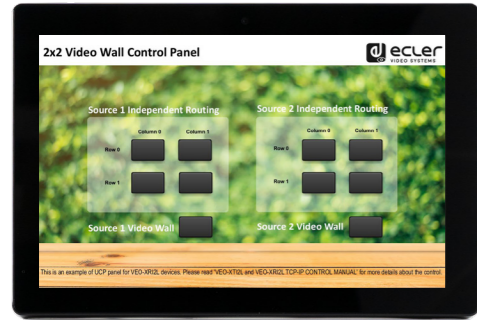 2x2 Video Wall Control Panel
ecler
VIDEO SYSTEMS
Source 1 Independent Routing
Source 2 Independent Routing
Column 0 Column 1
Column 0 Column 1
Row 0
Row 0
Row 1
Row 1
Source 1 Video Wall
Source 2 Video Wall
This is an example of UCP panel for VEO-XRI2L devices. Please read 'VEO-XTI2L and VEO-XRI2L TCP-IP CONTROL MANUAL' for more details about the control.